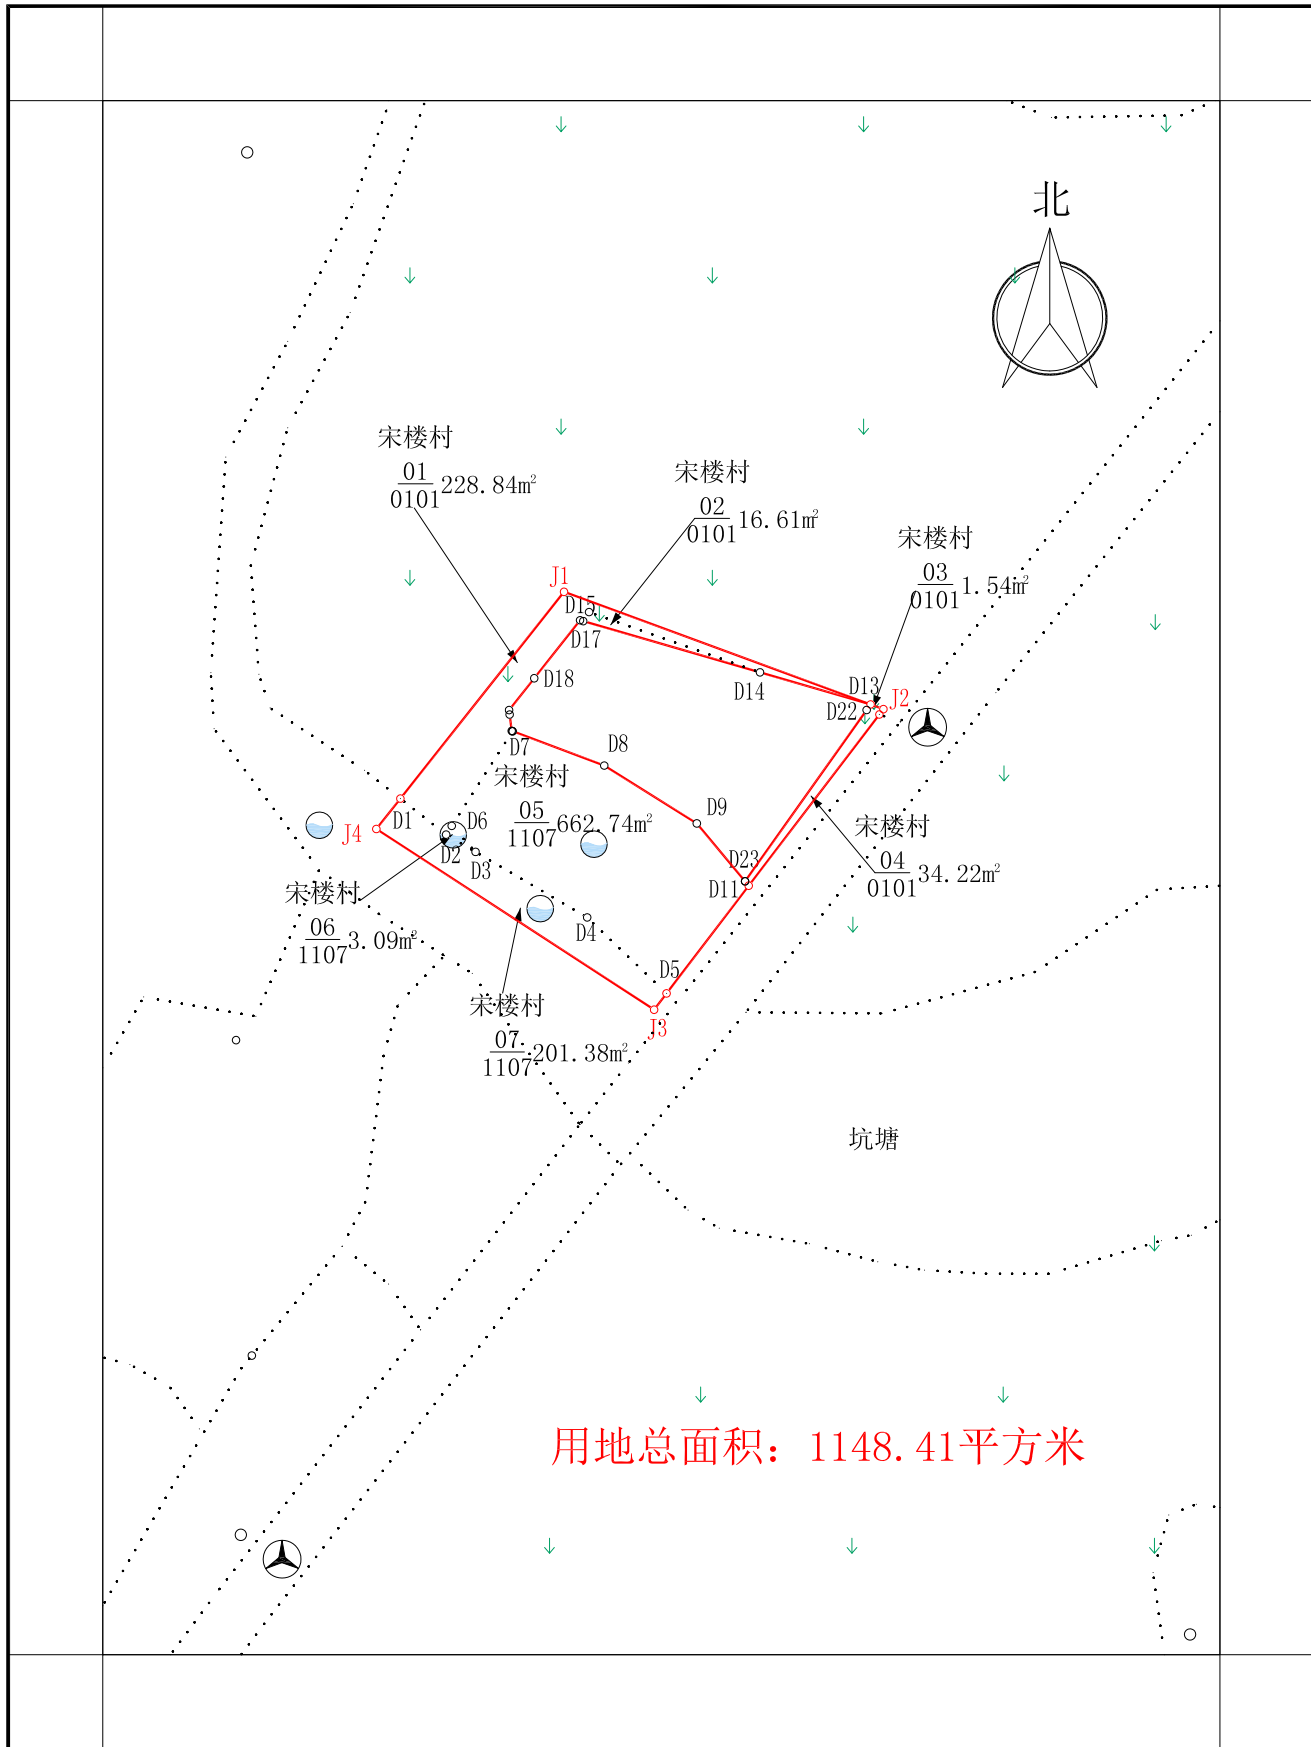 北
宋楼村
01
0101 228.84m²
宋楼村
02
0101 16.61m²
宋楼村
03
0101 1.54m²
J1
D15
D17
D18
D14
D13
J2
D22
D7
D8
宋楼村
05
1107 662.74m²
D9
J4
D1
D6
D2
D3
D23
D11
宋楼村
04
0101 34.22m²
宋楼村
06
1107 3.09m²
D4
D5
宋楼村
07
1107 201.38m²
J3
坑塘
用地总面积：1148.41平方米